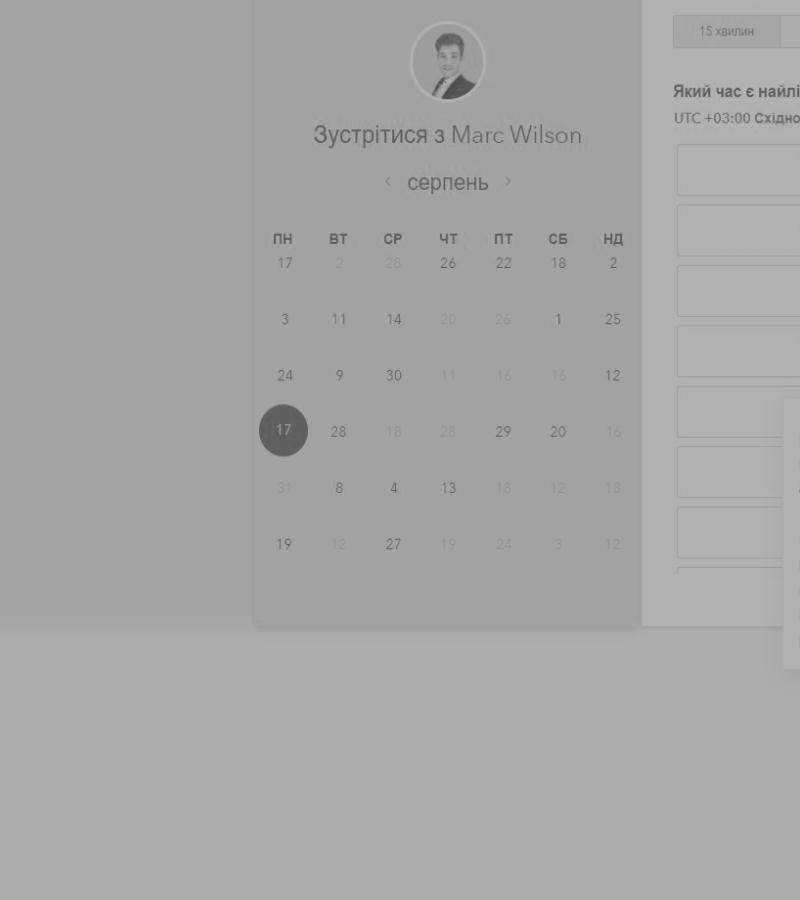 15 хвилин
Який час є найлі
UTC +03:00 Східно
Зустрітися з Marc Wilson
серпень
ПН ВТ СР ЧТ ПТ СБ НД
17 2 28 26 22 18 2
3 11 14 20 26 1 25
24 9 30 11 16 16 12
17 28 18 28 29 20 16
31 8 4 13 18 12 18
19 12 27 19 24 3 12